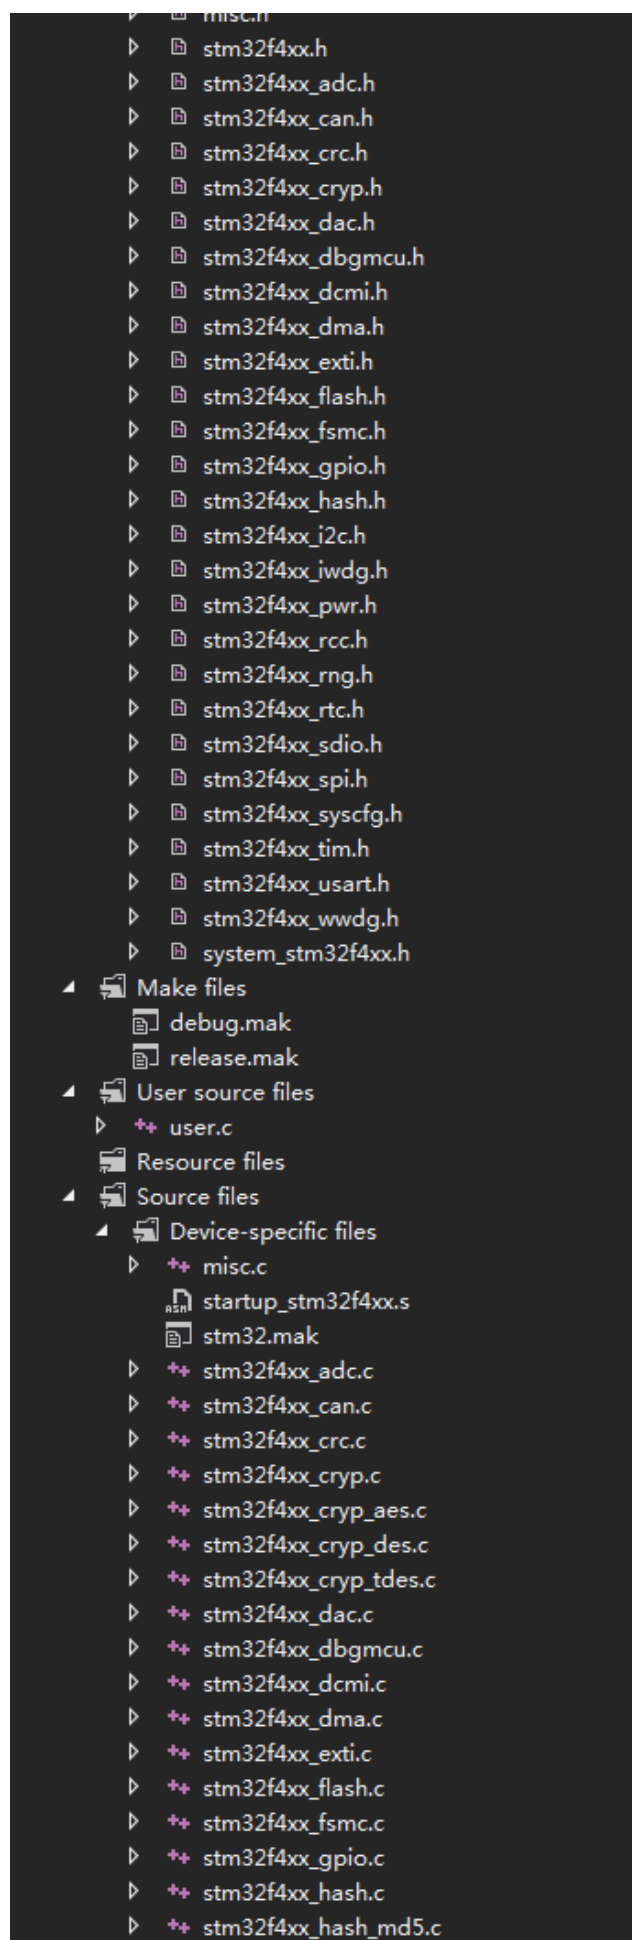 misc.h
stm32f4xx.h
stm32f4xx_adc.h
stm32f4xx_can.h
stm32f4xx_crc.h
stm32f4xx_cryp.h
stm32f4xx_dac.h
stm32f4xx_dbgmcu.h
stm32f4xx_dcmi.h
stm32f4xx_dma.h
stm32f4xx_exti.h
stm32f4xx_flash.h
stm32f4xx_fsmc.h
stm32f4xx_gpio.h
stm32f4xx_hash.h
stm32f4xx_i2c.h
stm32f4xx_iwdg.h
stm32f4xx_pwr.h
stm32f4xx_rcc.h
stm32f4xx_rng.h
stm32f4xx_rtc.h
stm32f4xx_sdio.h
stm32f4xx_spi.h
stm32f4xx_syscfg.h
stm32f4xx_tim.h
stm32f4xx_usart.h
stm32f4xx_wwdg.h
system_stm32f4xx.h
Make files
debug.mak
release.mak
User source files
user.c
Resource files
Source files
Device-specific files
misc.c
startup_stm32f4xx.s
stm32.mak
stm32f4xx_adc.c
stm32f4xx_can.c
stm32f4xx_crc.c
stm32f4xx_cryp.c
stm32f4xx_cryp_aes.c
stm32f4xx_cryp_des.c
stm32f4xx_cryp_tdes.c
stm32f4xx_dac.c
stm32f4xx_dbgmcu.c
stm32f4xx_dcmi.c
stm32f4xx_dma.c
stm32f4xx_exti.c
stm32f4xx_flash.c
stm32f4xx_fsmc.c
stm32f4xx_gpio.c
stm32f4xx_hash.c
stm32f4xx_hash_md5.c